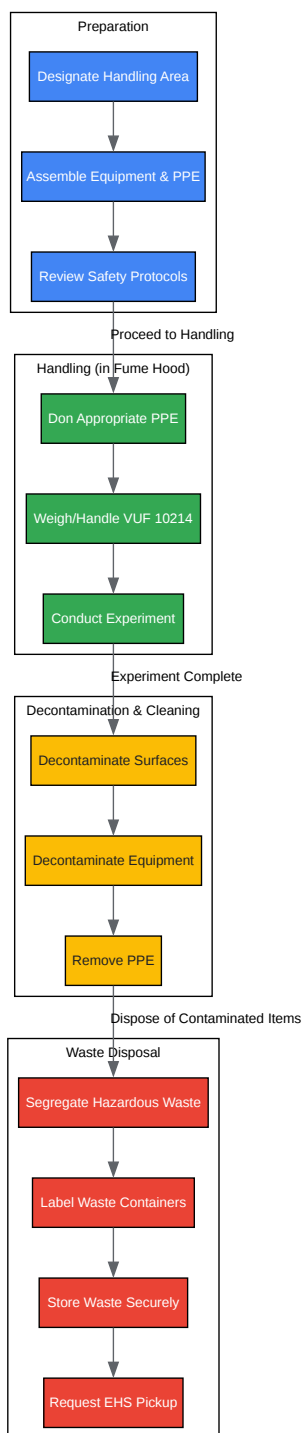 Preparation
Designate Handling Area
Assemble Equipment & PPE
Review Safety Protocols
Proceed to Handling
Handling (in Fume Hood)
Don Appropriate PPE
Weigh/Handle VUF 10214
Conduct Experiment
Experiment Complete
Decontamination & Cleaning
Decontaminate Surfaces
Decontaminate Equipment
Remove PPE
Dispose of Contaminated Items
Waste Disposal
Segregate Hazardous Waste
Label Waste Containers
Store Waste Securely
Request EHS Pickup